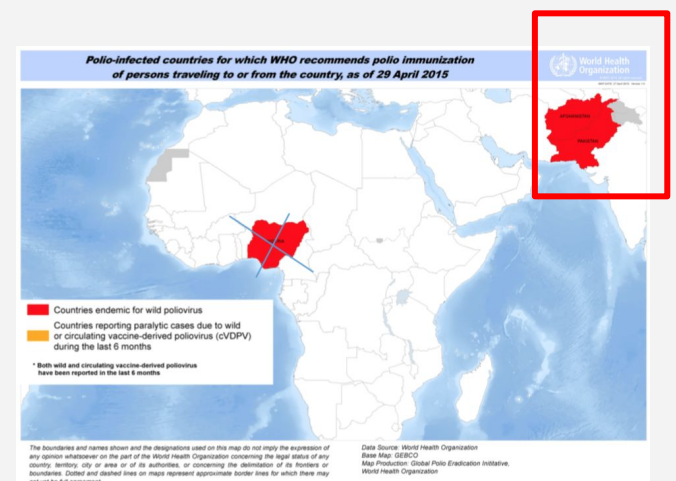 Polio-infected countries for which WHO recommends polio immunization
of persons traveling to or from the country, as of 29 April 2015
World Health
Organization
AFGHANISTAN
PAKISTAN
Countries endemic for wild poliovirus
Countries reporting paralytic cases due to wild
or circulating vaccine-derived poliovirus (cVDPV)
during the last 6 months
* Both wild and circulating vaccine-derived poliovirus
have been reported in the last 6 months
The boundaries and names shown and the designations used on this map do not imply the expression of
any opinion whatsoever on the part of the World Health Organization concerning the legal status of any
country, territory, city or area or of its authorities, or concerning the delimitation of its frontiers or
boundaries. Dotted and dashed lines on maps represent approximate border lines for which there may
Data Source: World Health Organization
Base Map: GEBCO
Map Production: Global Polio Eradication Initiative,
World Health Organization